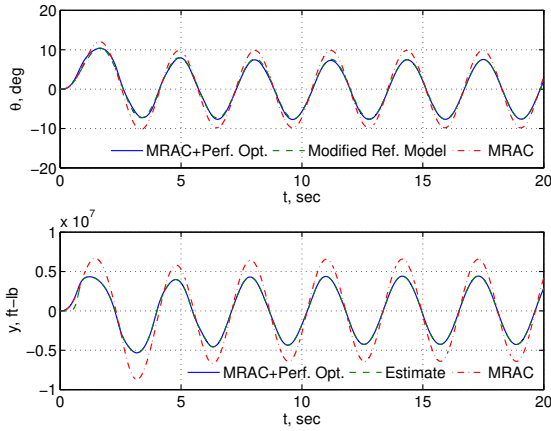 20
10
θ, deg
0
−10
MRAC+Perf. Opt. Modified Ref. Model MRAC
−20
0 5 10 15 20
t, sec
x 10^7
1
0.5
y, ft−lb
0
−0.5
MRAC+Perf. Opt. Estimate MRAC
−1
0 5 10 15 20
t, sec